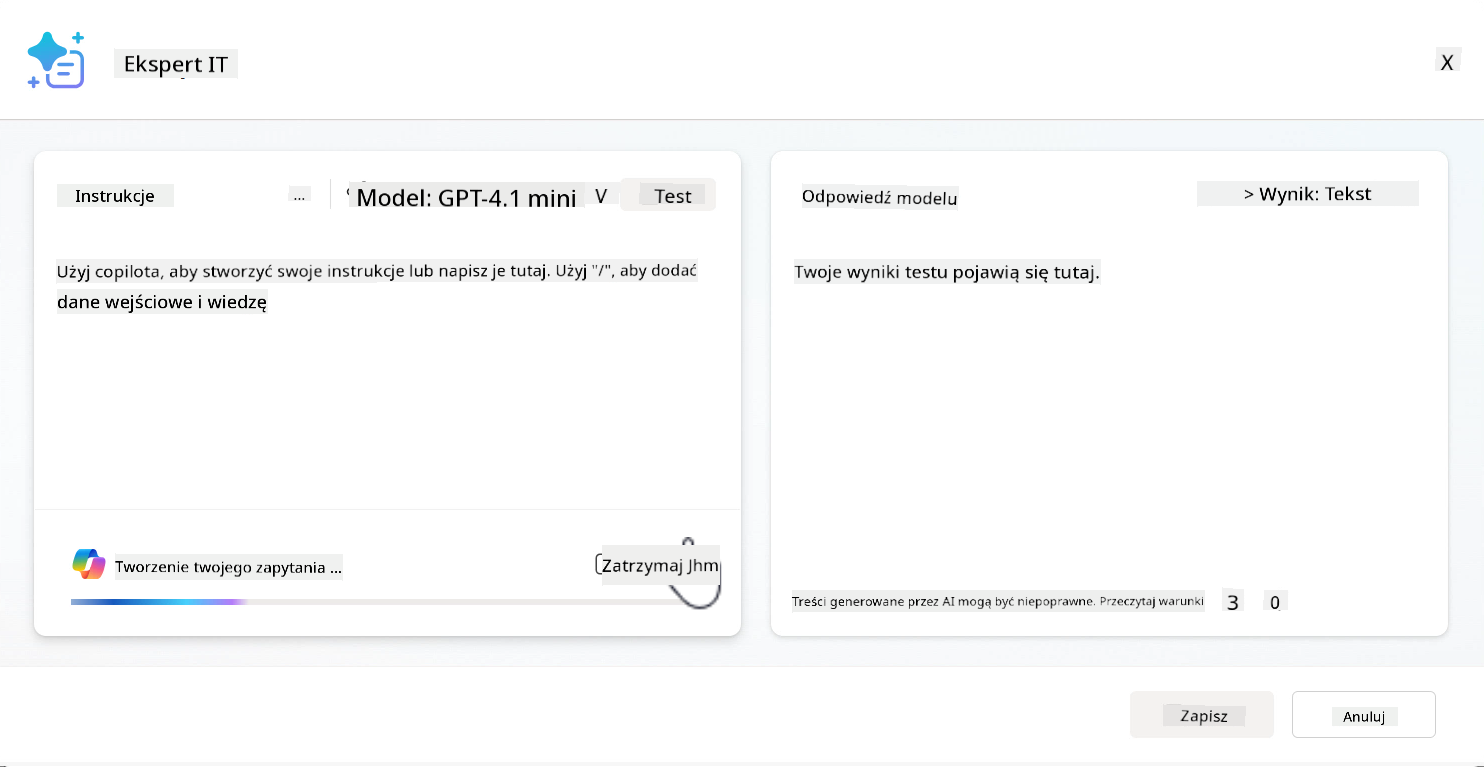 Ekspert IT
X
Instrukcje
...
Model: GPT-4.1 mini
V
Test
Użyj copilota, aby stworzyć swoje instrukcje lub napisz je tutaj. Użyj "/", aby dodać
dane wejściowe i wiedzę
Tworzenie twojego zapytania ...
Zatrzymaj Jhm
Odpowiedź modelu
> Wynik: Tekst
Twoje wyniki testu pojawią się tutaj.
Treści generowane przez AI mogą być niepoprawne. Przeczytaj warunki
3
0
Zapisz
Anuluj